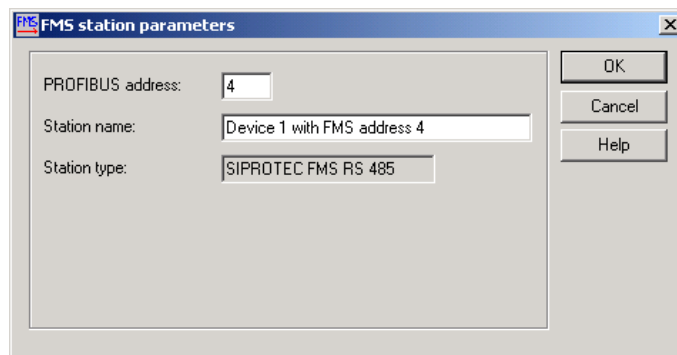 FMS FMS station parameters
PROFIBUS address: 4
OK
Station name: Device 1 with FMS address 4
Cancel
Station type: SIPROTEC FMS RS 485
Help